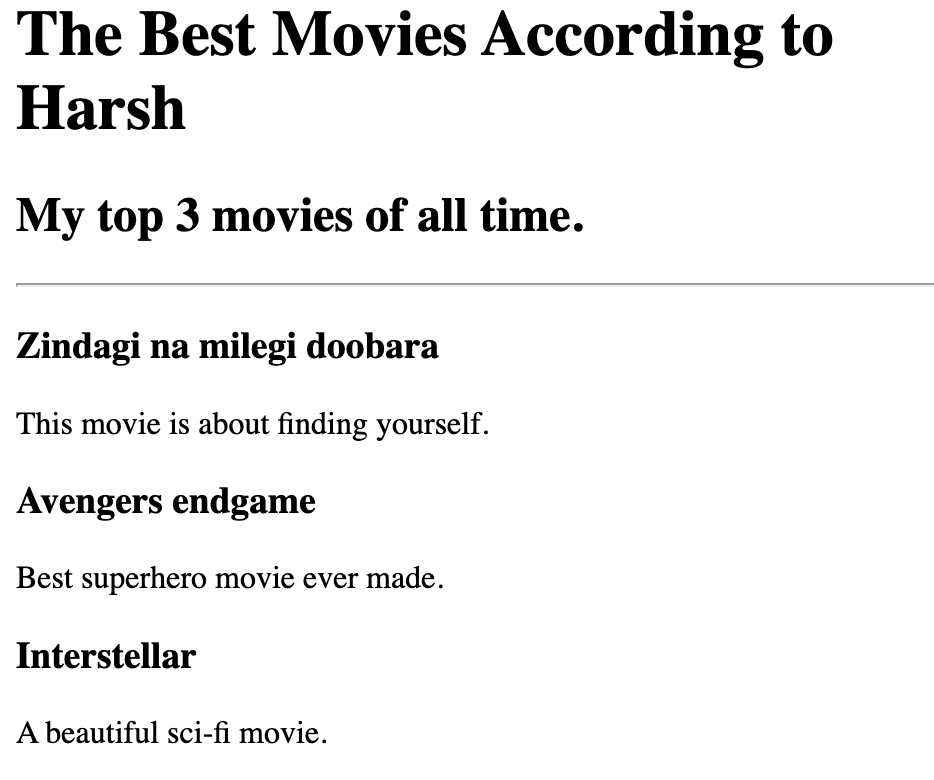 The Best Movies According to
Harsh
My top 3 movies of all time.
Zindagi na milegi doobara
This movie is about finding yourself.
Avengers endgame
Best superhero movie ever made.
Interstellar
A beautiful sci-fi movie.